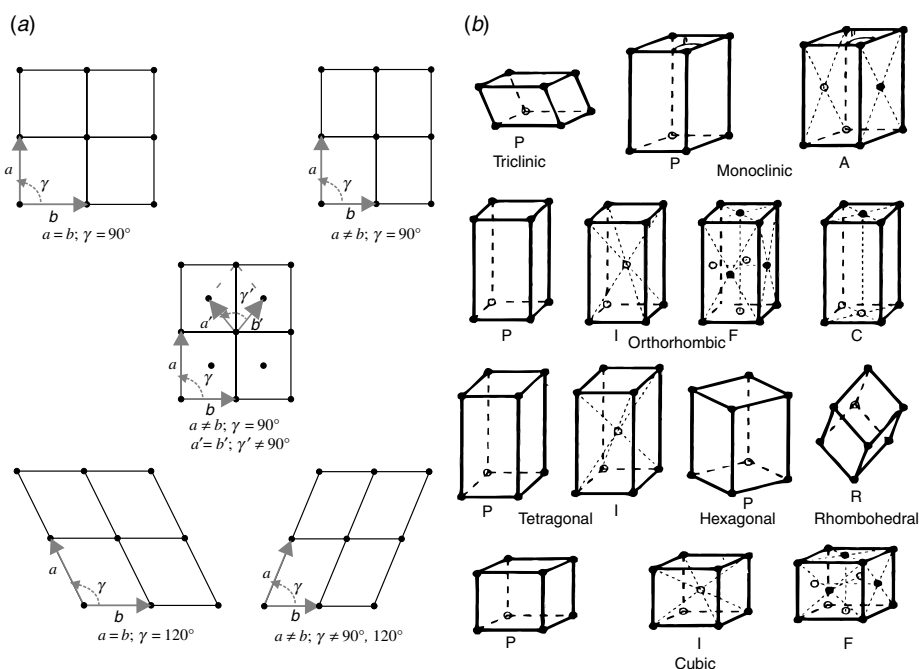 (a)
a
γ
b
a = b; γ = 90°
a
γ
b
a ≠ b; γ = 90°
γ′
a′
b′
a
γ
b
a ≠ b; γ = 90°
a′ = b′; γ′ ≠ 90°
a
γ
b
a = b; γ = 120°
a
γ
b
a ≠ b; γ ≠ 90°, 120°
(b)
P
Triclinic
P
A
Monoclinic
P
I
F
C
Orthorhombic
P
I
Tetragonal
P
Hexagonal
R
Rhombohedral
P
I
F
Cubic